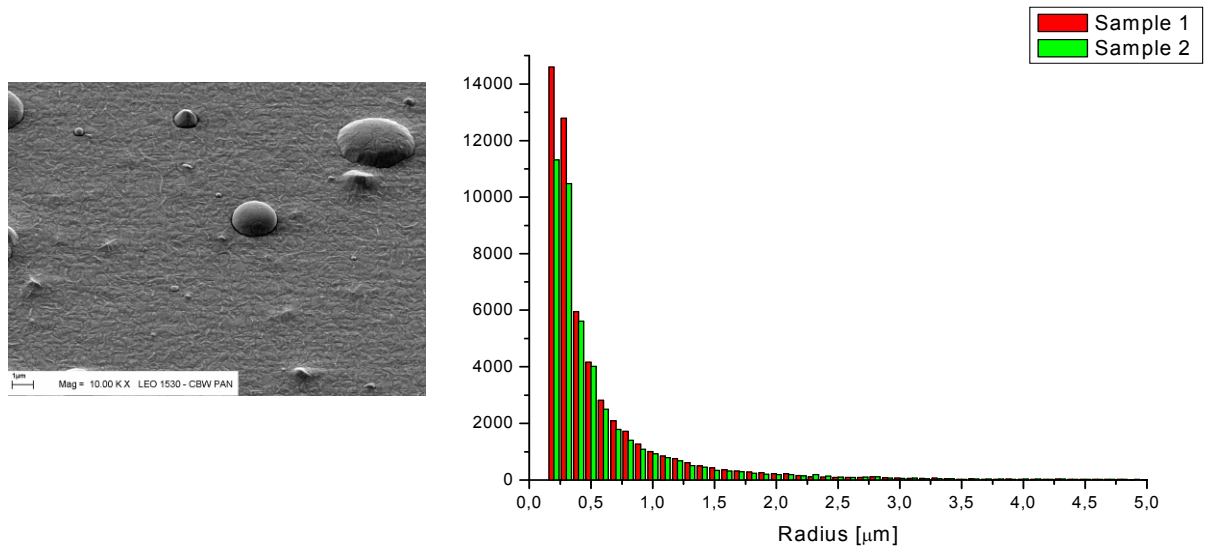 Sample 1
Sample 2
14000
12000
10000
8000
6000
4000
2000
0
0,0 0,5 1,0 1,5 2,0 2,5 3,0 3,5 4,0 4,5 5,0
Radius [μm]
1μm
Mag = 10.00 K X LEO 1530 - CBW PAN